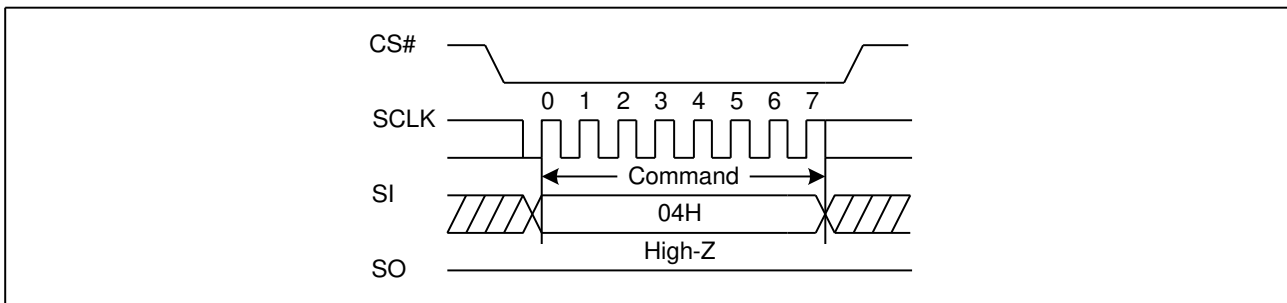 CS#
0 1 2 3 4 5 6 7
SCLK
Command
SI
04H
High-Z
SO